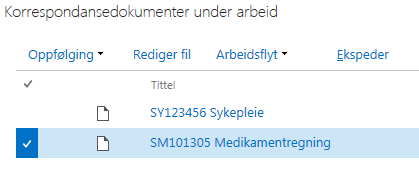 Korrespondansedokumenter under arbeid
Oppfølging Rediger fil Arbeidsflyt Ekspeder
Tittel
SY123456 Sykepleie
SM101305 Medikamentregning